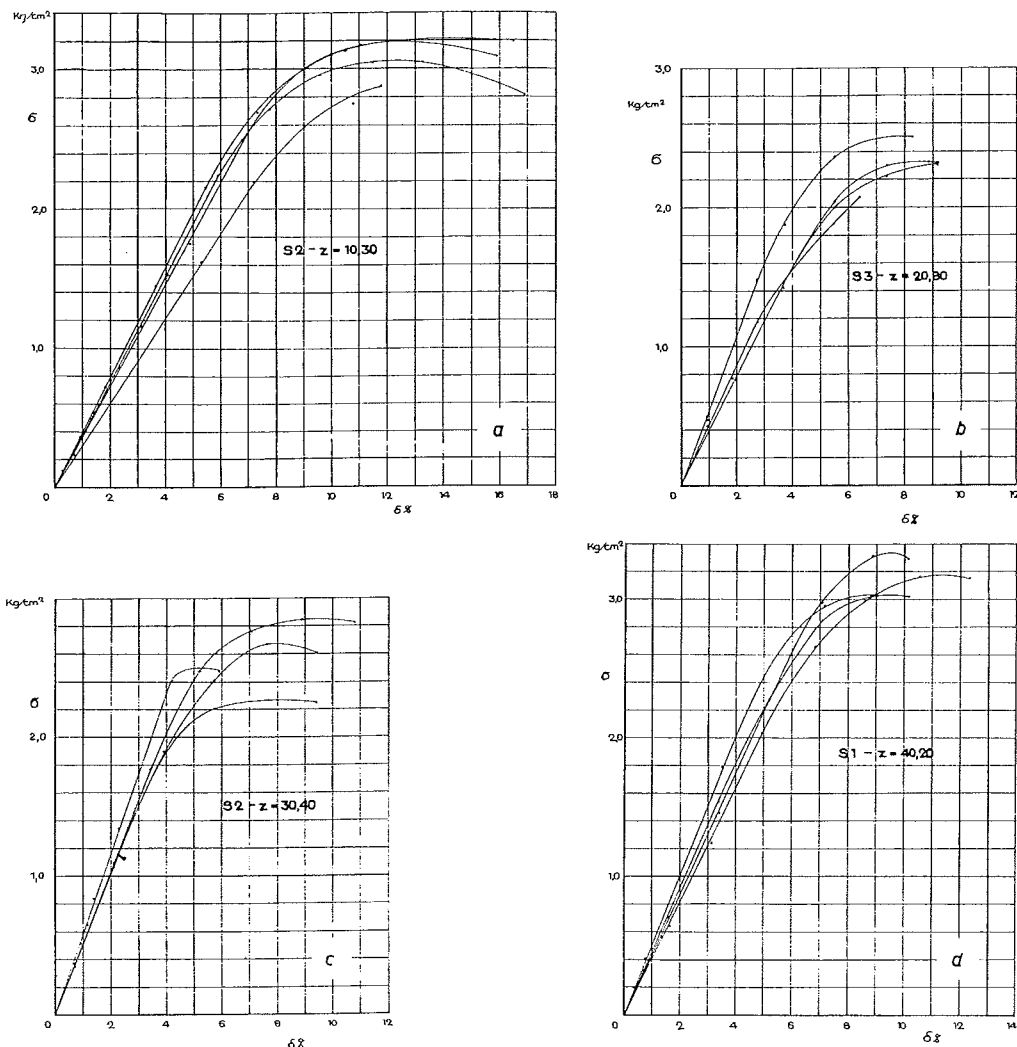 Kg/cm²
3,0
σ
2,0
1,0
S2 - z = 10,30
a
0 2 4 6 8 10 12 14 16 18
δ%
3,0
Kg/cm²
σ
2,0
1,0
S3 - z = 20,80
b
0 2 4 6 8 10 12
δ%
Kg/cm²
σ
2,0
1,0
S2 - z = 30,40
c
0 2 4 6 8 10 12
δ%
Kg/cm²
3,0
σ
2,0
1,0
S1 - z = 40,20
d
0 2 4 6 8 10 12 14
δ%